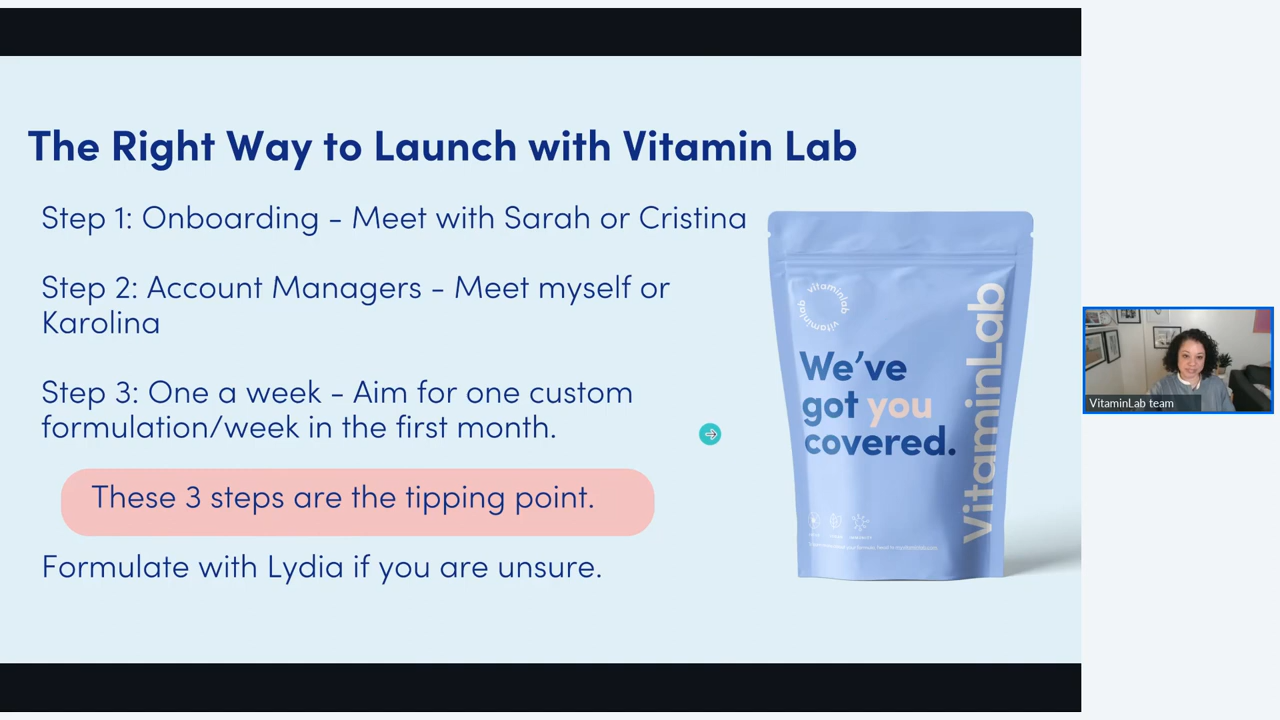 The Right Way to Launch with Vitamin Lab
Step 1: Onboarding - Meet with Sarah or Cristina
Step 2: Account Managers - Meet myself or
Karolina
Step 3: One a week - Aim for one custom
formulation/week in the first month.
These 3 steps are the tipping point.
Formulate with Lydia if you are unsure.
vitaminlab
vitaminlab
We've
got you
covered.
VitaminLab
VitaminLab team